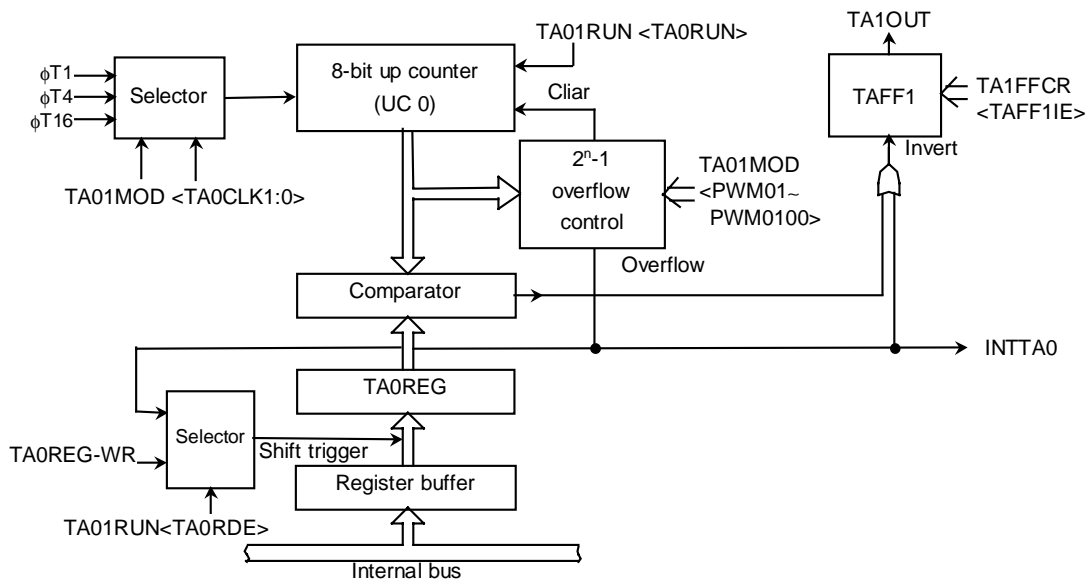 TA1OUT
TA01RUN <TA0RUN>
8-bit up counter
(UC 0)
ϕT1
ϕT4
ϕT16
Selector
Cliar
TAFF1
TA1FFCR
<TAFF1IE>
Invert
TA01MOD <TA0CLK1:0>
2ⁿ-1
overflow
control
TA01MOD
<PWM01~
PWM0100>
Overflow
Comparator
INTTA0
TA0REG
Selector
Shift trigger
TA0REG-WR
Register buffer
TA01RUN<TA0RDE>
Internal bus